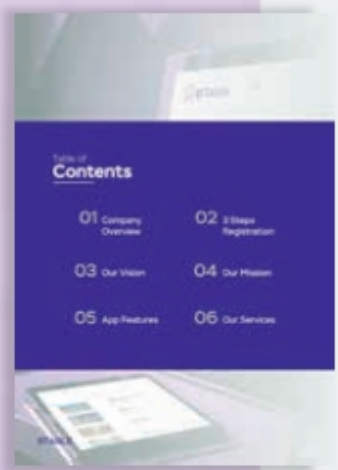 Table of
Contents
01 Company
Overview
02 3 Steps
Registration
03 Our Vision
04 Our Mission
05 App Features
06 Our Services